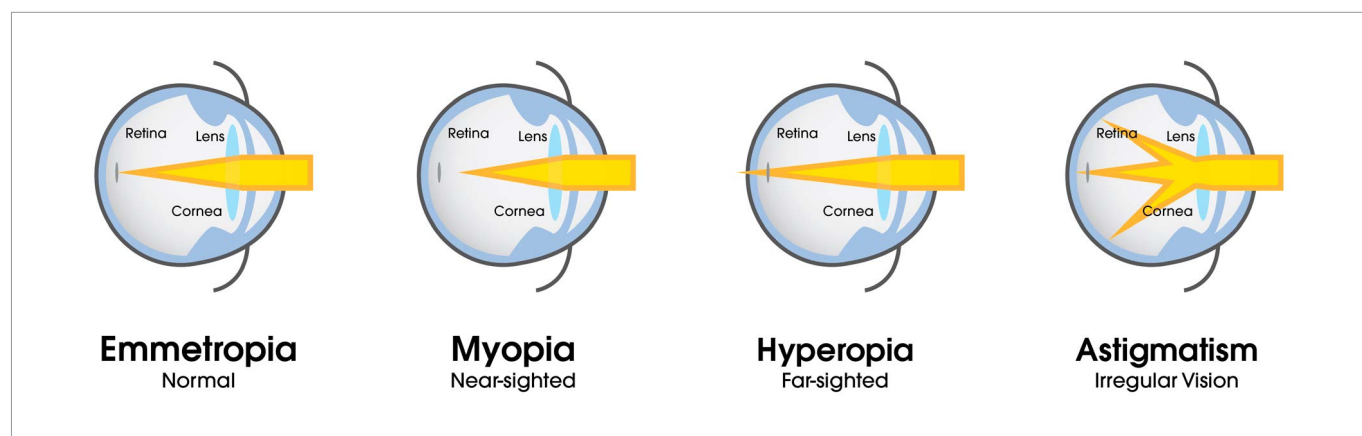 Retina Lens
Cornea
Emmetropia
Normal
Retina Lens
Cornea
Myopia
Near-sighted
Retina Lens
Cornea
Hyperopia
Far-sighted
Retina Lens
Cornea
Astigmatism
Irregular Vision